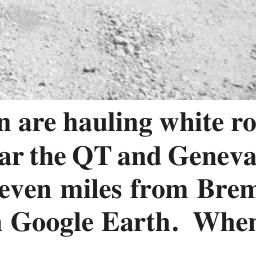 n are hauling white ro
ar the QT and Geneva
even miles from Brem
n Google Earth.  When